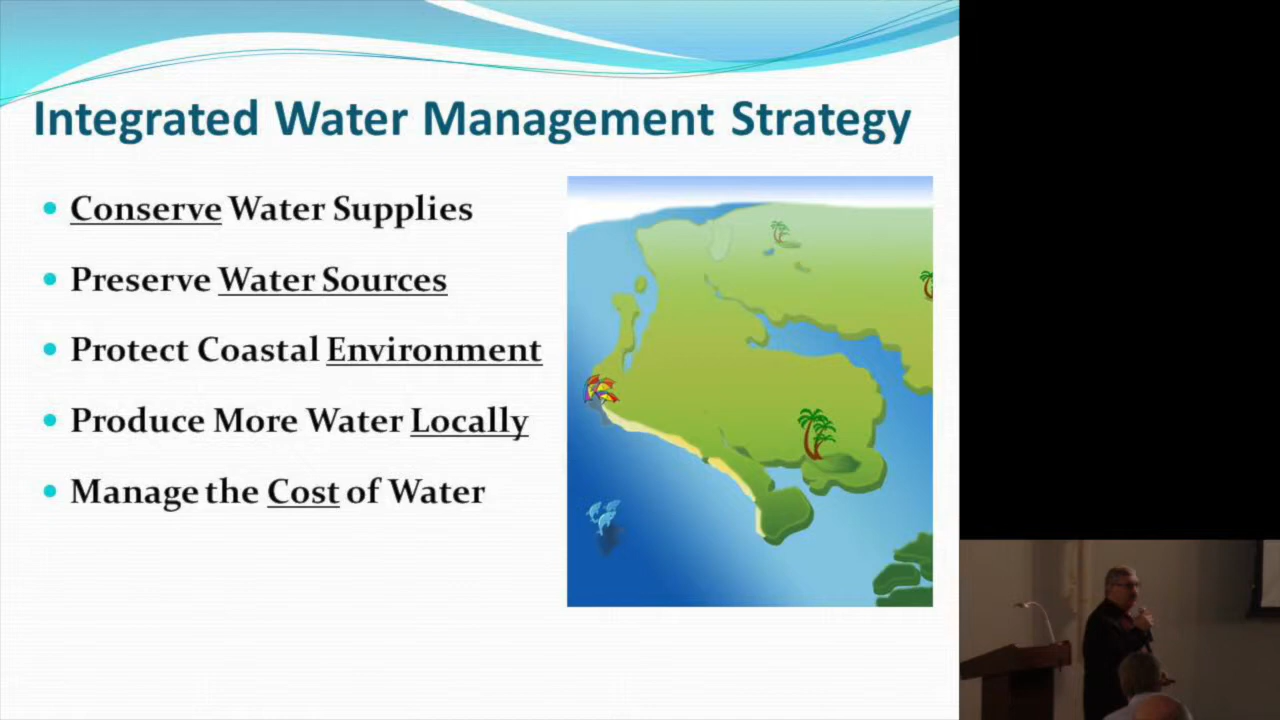 Integrated Water Management Strategy
Conserve Water Supplies
Preserve Water Sources
Protect Coastal Environment
Produce More Water Locally
Manage the Cost of Water